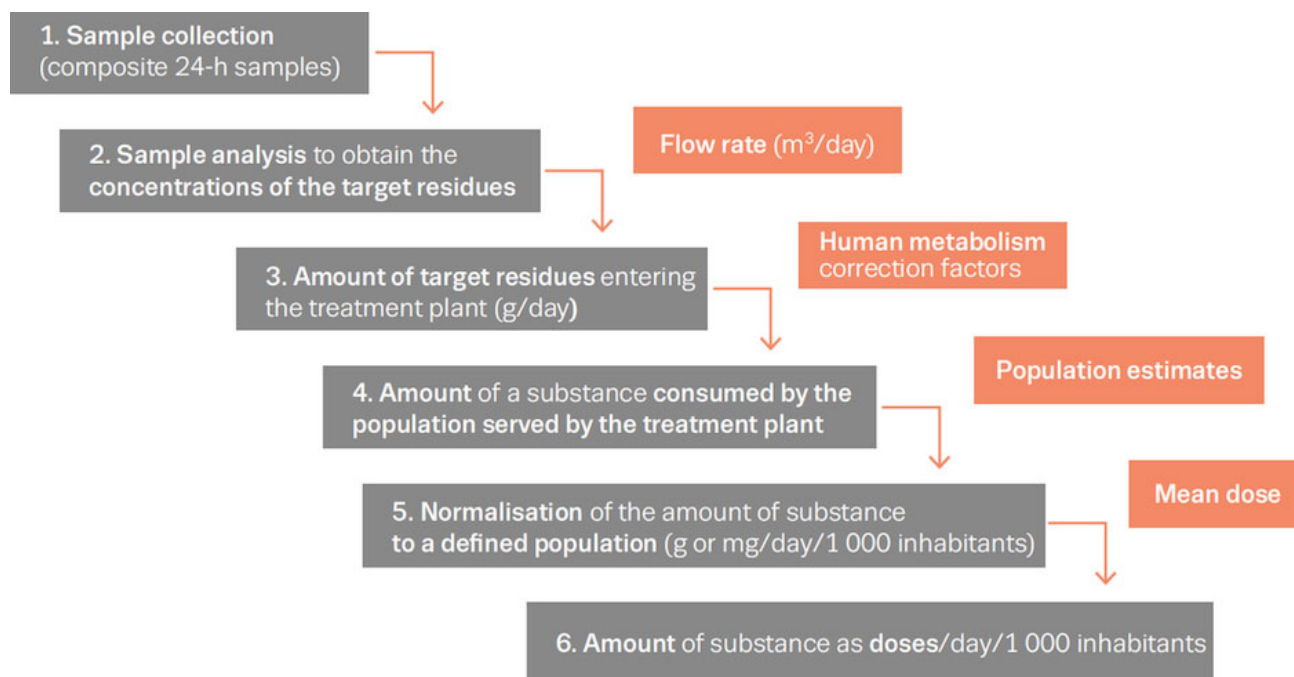 1. Sample collection
(composite 24-h samples)
Flow rate (m³/day)
2. Sample analysis to obtain the
concentrations of the target residues
Human metabolism
correction factors
3. Amount of target residues entering
the treatment plant (g/day)
Population estimates
4. Amount of a substance consumed by the
population served by the treatment plant
Mean dose
5. Normalisation of the amount of substance
to a defined population (g or mg/day/1 000 inhabitants)
6. Amount of substance as doses/day/1 000 inhabitants